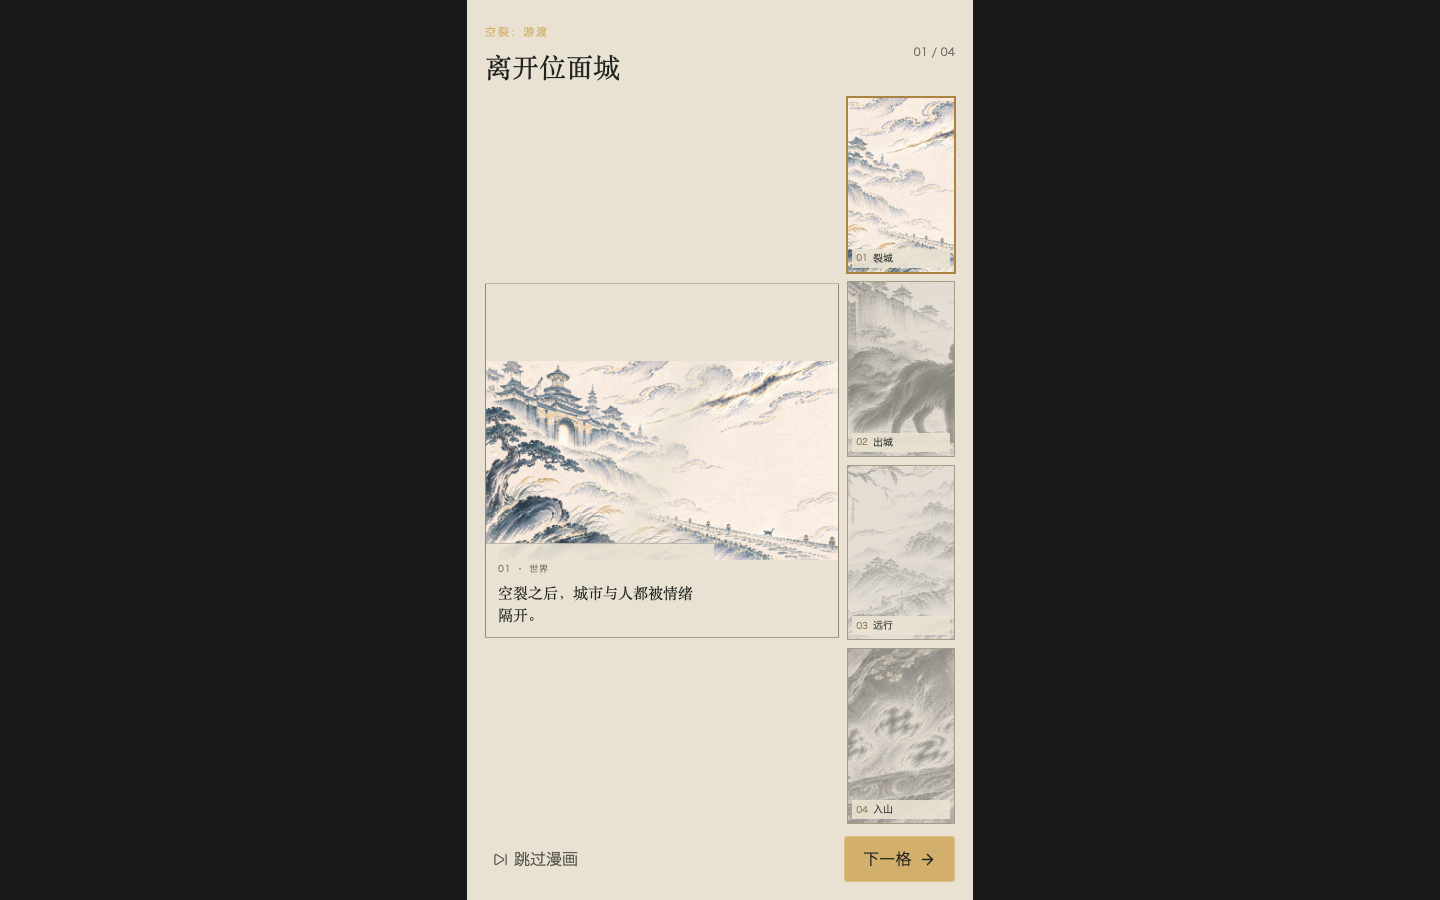 空裂：游渡
离开位面城
01 / 04
01 裂城
02 出城
03 远行
04 入山
01 · 世界
空裂之后，城市与人都被情绪
隔开。
跳过漫画
下一格